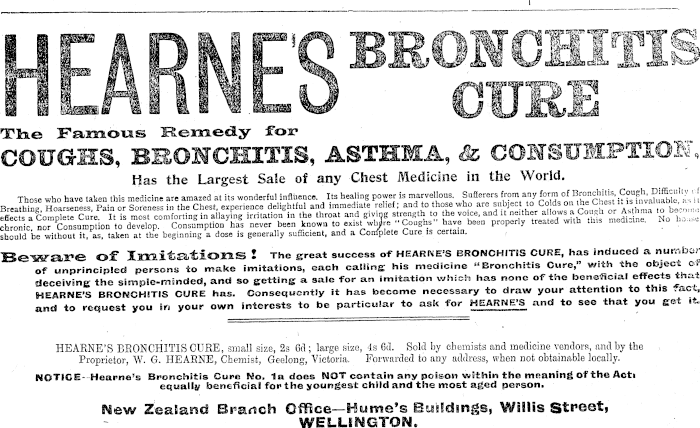 HEARNE'S BRONCHITIS
CURE
The Famous Remedy for
COUGHS, BRONCHITIS, ASTHMA, & CONSUMPTION.
Has the Largest Sale of any Chest Medicine in the World.
Those who have taken this medicine are amazed at its wonderful influence. Its healing power is marvellous. Sufferers from any form of Bronchitis, Cough, Difficulty of
Breathing, Hoarseness, Pain or Soreness in the Chest, experience delightful and immediate relief; and to those who are subject to Colds on the Chest it is invaluable, as it
effects a Complete Cure. It is most comforting in allaying irritation in the throat and giving strength to the voice, and it neither allows a Cough or Asthma to become
chronic, nor Consumption to develop. Consumption has never been known to exist where "Coughs" have been properly treated with this medicine. No house
should be without it, as, taken at the beginning a dose is generally sufficient, and a Complete Cure is certain.
Beware of Imitations! The great success of HEARNE'S BRONCHITIS CURE, has induced a number
of unprincipled persons to make imitations, each calling his medicine "Bronchitis Cure," with the object of
deceiving the simple-minded, and so getting a sale for an imitation which has none of the beneficial effects that
HEARNE'S BRONCHITIS CURE has. Consequently it has become necessary to draw your attention to this fact,
and to request you in your own interests to be particular to ask for HEARNE'S and to see that you get it.
HEARNE'S BRONCHITIS CURE, small size, 2s 6d; large size, 4s 6d. Sold by chemists and medicine vendors, and by the
Proprietor, W. G. HEARNE, Chemist, Geelong, Victoria. Forwarded to any address, when not obtainable locally.
NOTICE—Hearne's Bronchitis Cure No. 1a does NOT contain any poison within the meaning of the Act:
equally beneficial for the youngest child and the most aged person.
New Zealand Branch Office—Hume's Buildings, Willis Street,
WELLINGTON.